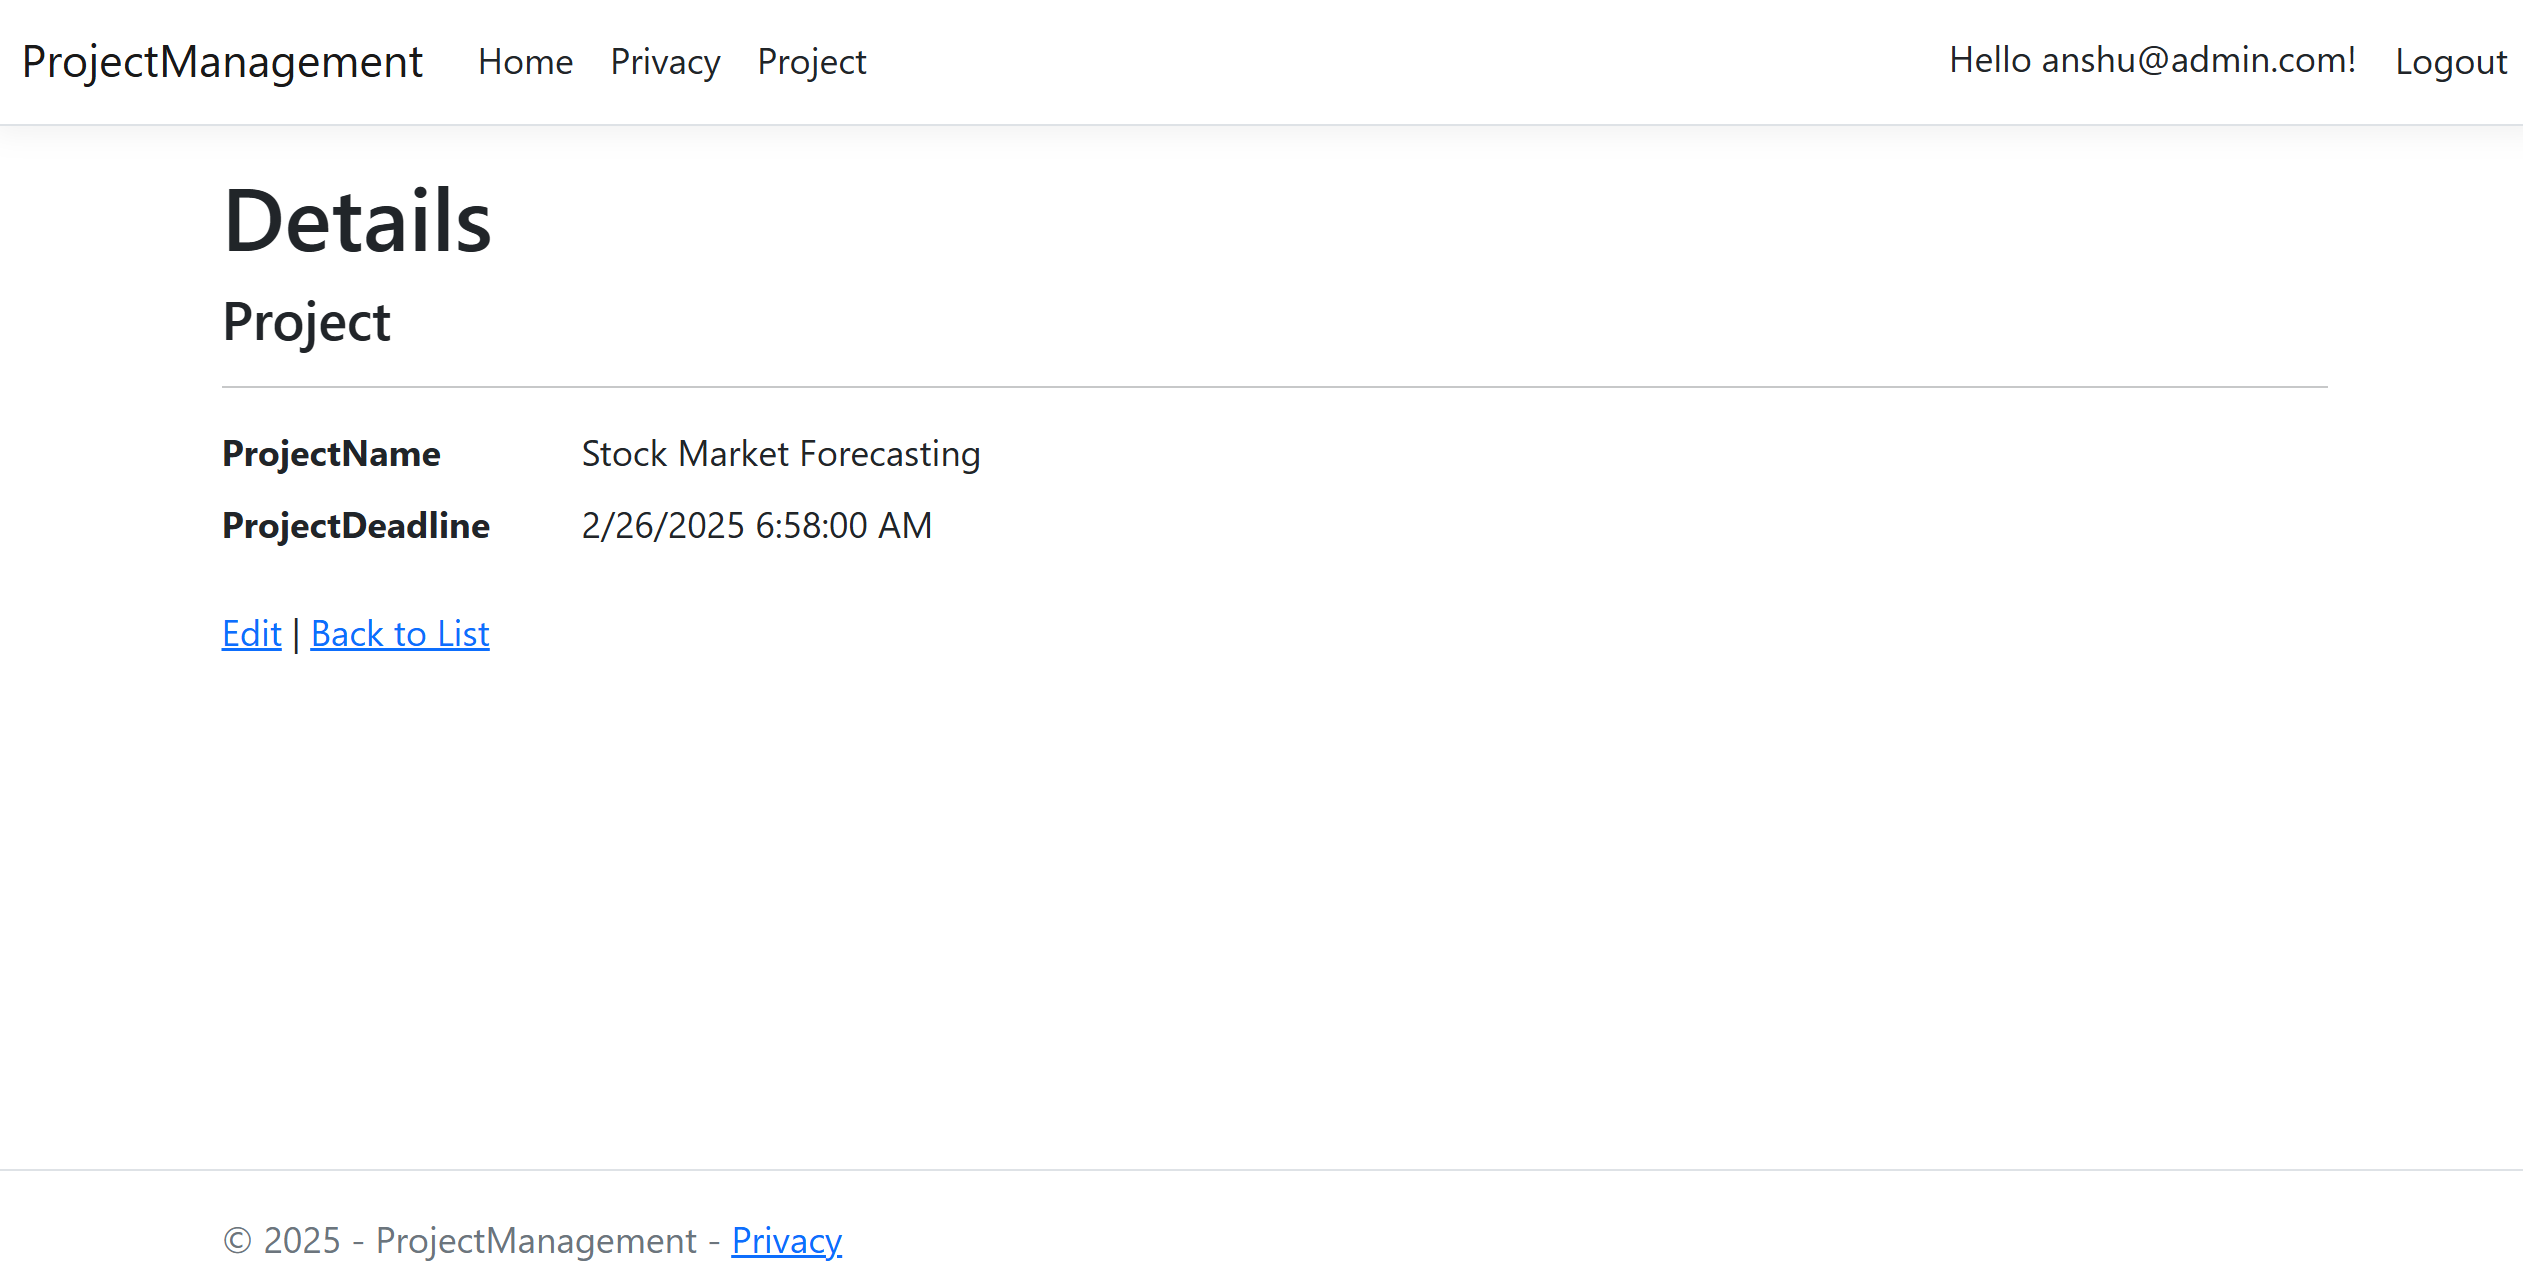 ProjectManagement Home Privacy Project Hello anshu@admin.com! Logout
Details
Project
ProjectName Stock Market Forecasting
ProjectDeadline 2/26/2025 6:58:00 AM
Edit | Back to List
© 2025 - ProjectManagement - Privacy